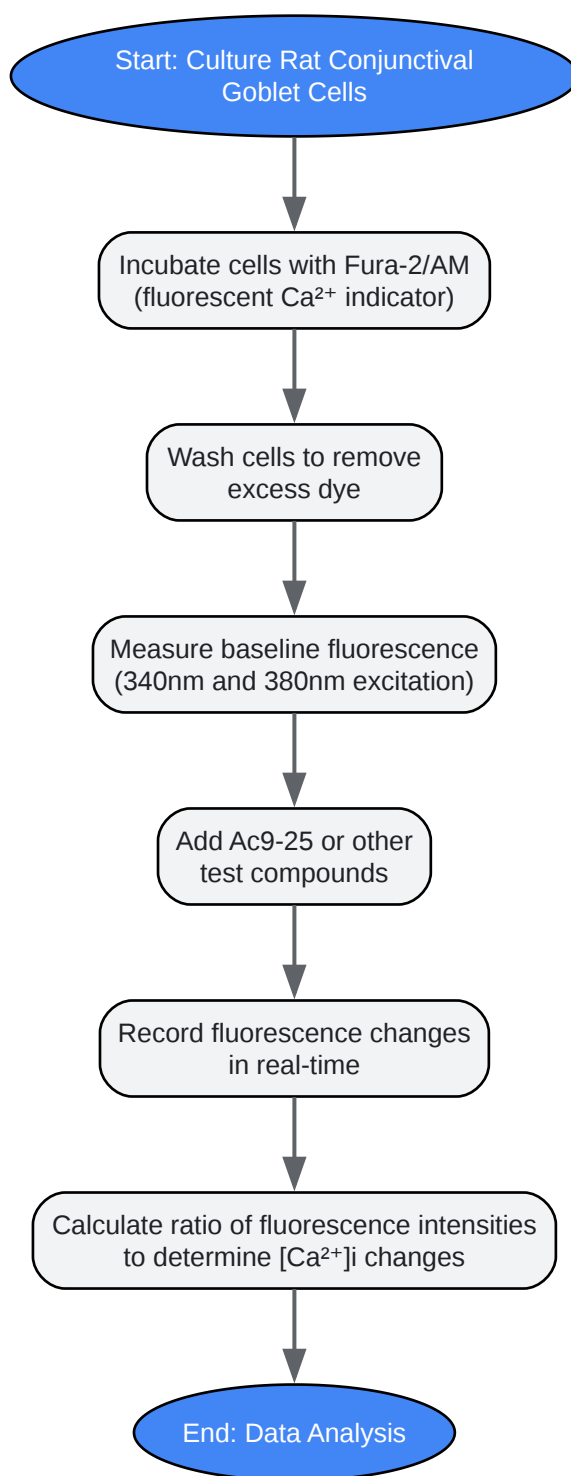 Start: Culture Rat Conjunctival
Goblet Cells
Incubate cells with Fura-2/AM
(fluorescent Ca²⁺ indicator)
Wash cells to remove
excess dye
Measure baseline fluorescence
(340nm and 380nm excitation)
Add Ac9-25 or other
test compounds
Record fluorescence changes
in real-time
Calculate ratio of fluorescence intensities
to determine [Ca²⁺]i changes
End: Data Analysis